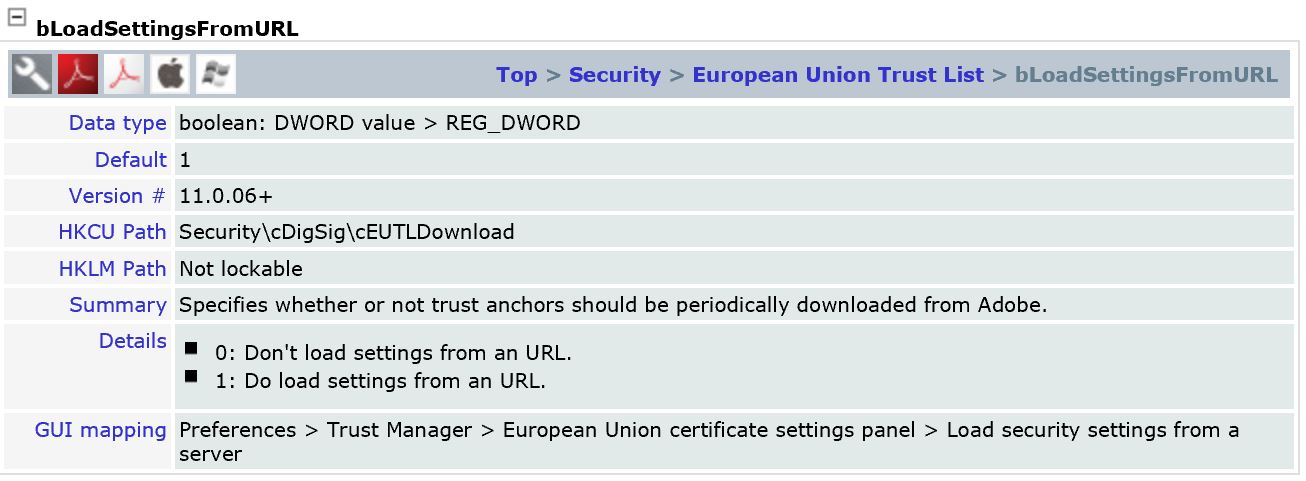 bLoadSettingsFromURL
Top > Security > European Union Trust List > bLoadSettingsFromURL
Data type boolean: DWORD value > REG_DWORD
Default 1
Version # 11.0.06+
HKCU Path Security\cDigSig\cEUTLDownload
HKLM Path Not lockable
Summary Specifies whether or not trust anchors should be periodically downloaded from Adobe.
Details
0: Don't load settings from an URL.
1: Do load settings from an URL.
GUI mapping Preferences > Trust Manager > European Union certificate settings panel > Load security settings from a
server